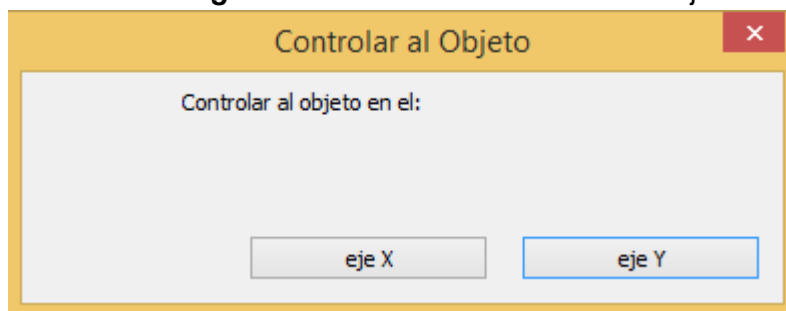 Controlar al Objeto
Controlar al objeto en el:
eje X
eje Y